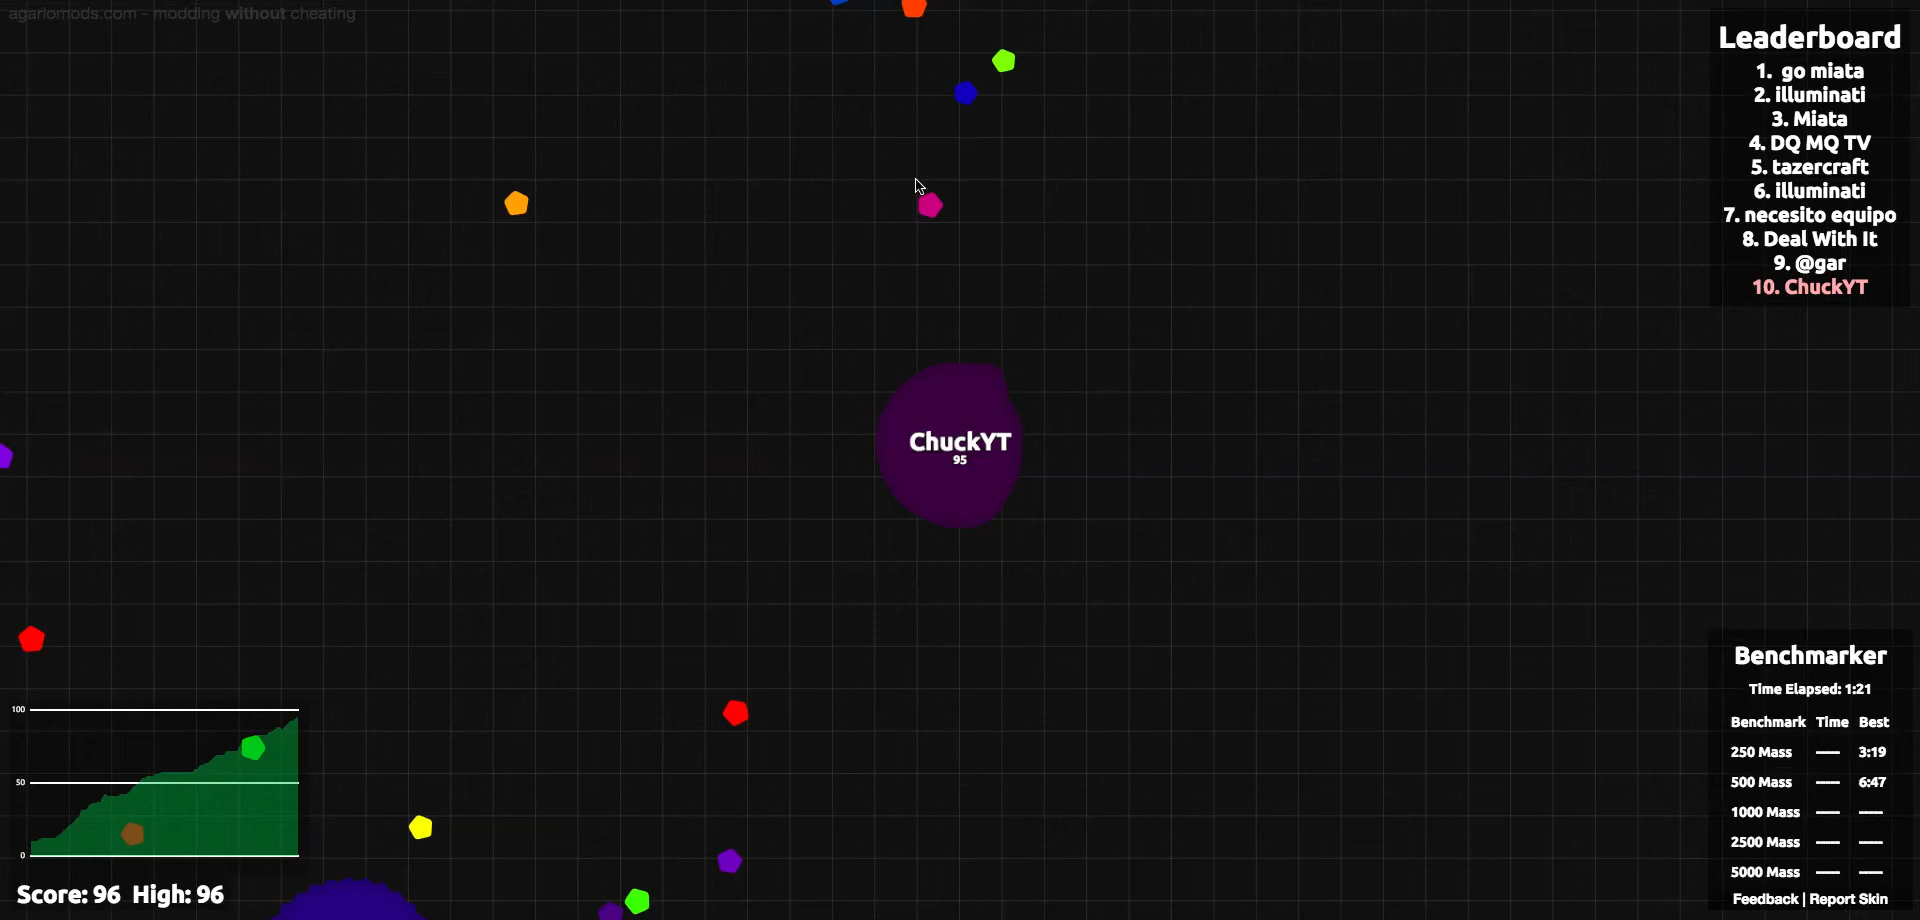 agariomods.com - modding without cheating
Leaderboard
1. go miata
2. illuminati
3. Miata
4. DQ MQ TV
5. tazercraft
6. illuminati
7. necesito equipo
8. Deal With It
9. @gar
10. ChuckYT
ChuckYT
95
Benchmarker
Time Elapsed: 1:21
Benchmark Time Best
250 Mass —— 3:19
500 Mass —— 6:47
1000 Mass —— ——
2500 Mass —— ——
5000 Mass —— ——
Feedback | Report Skin
100
50
0
Score: 96 High: 96